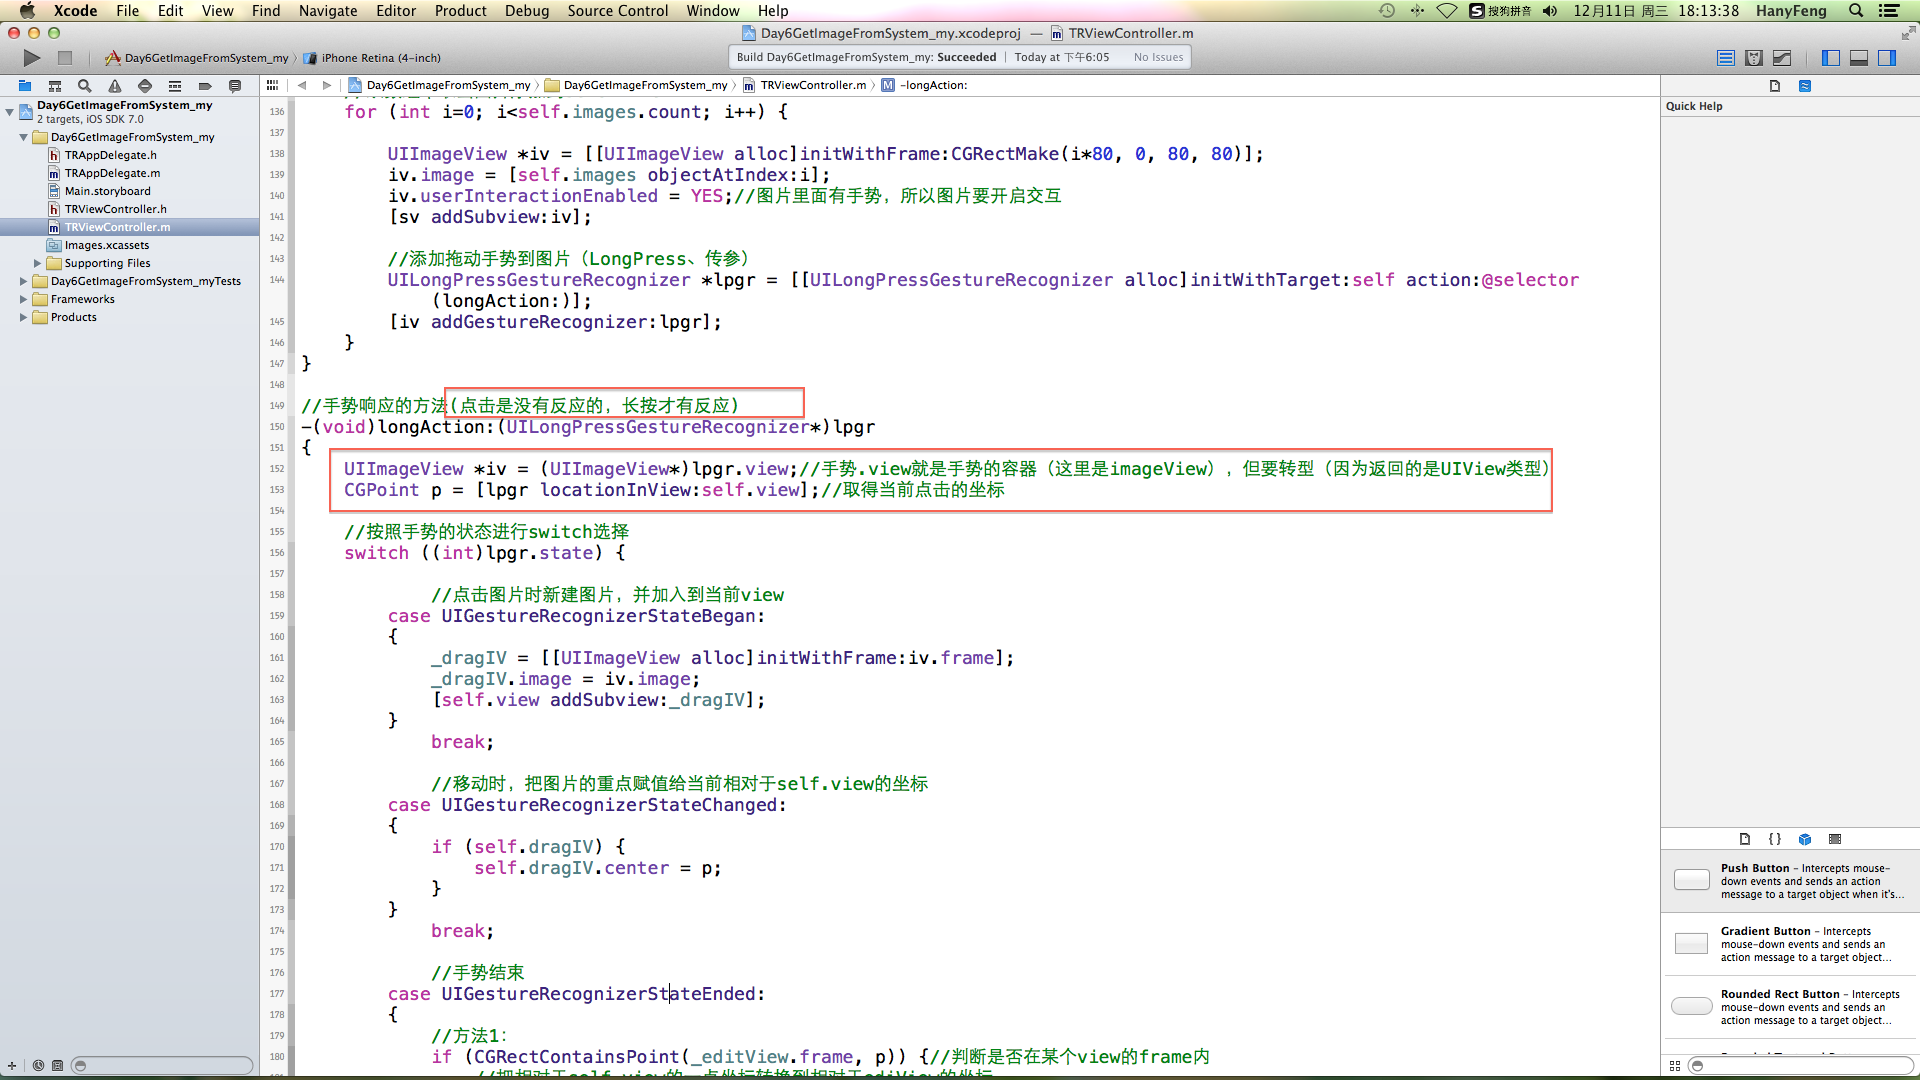 Xcode File Edit View Find Navigate Editor Product Debug Source Control Window Help
S 搜狗拼音 12月11日 周三 18:13:38 HanyFeng
Day6GetImageFromSystem_my.xcodeproj — TRViewController.m
Day6GetImageFromSystem_my 〉 iPhone Retina (4-inch)
Build Day6GetImageFromSystem_my: Succeeded | Today at 下午6:05 No Issues
Day6GetImageFromSystem_my 〉 Day6GetImageFromSystem_my 〉 TRViewController.m 〉 M -longAction:
Day6GetImageFromSystem_my
2 targets, iOS SDK 7.0
Day6GetImageFromSystem_my
TRAppDelegate.h
TRAppDelegate.m
Main.storyboard
TRViewController.h
TRViewController.m
Images.xcassets
Supporting Files
Day6GetImageFromSystem_myTests
Frameworks
Products
136 for (int i=0; i<self.images.count; i++) {
137
138 UIImageView *iv = [[UIImageView alloc]initWithFrame:CGRectMake(i*80, 0, 80, 80)];
139 iv.image = [self.images objectAtIndex:i];
140 iv.userInteractionEnabled = YES;//图片里面有手势，所以图片要开启交互
141 [sv addSubview:iv];
142
143 //添加拖动手势到图片（LongPress、传参）
144 UILongPressGestureRecognizer *lpgr = [[UILongPressGestureRecognizer alloc]initWithTarget:self action:@selector
(longAction:)];
145 [iv addGestureRecognizer:lpgr];
146 }
147 }
148
149 //手势响应的方法(点击是没有反应的，长按才有反应)
150 -(void)longAction:(UILongPressGestureRecognizer*)lpgr
151 {
152 UIImageView *iv = (UIImageView*)lpgr.view;//手势.view就是手势的容器（这里是imageView），但要转型（因为返回的是UIView类型）
153 CGPoint p = [lpgr locationInView:self.view];//取得当前点击的坐标
154
155 //按照手势的状态进行switch选择
156 switch ((int)lpgr.state) {
157
158 //点击图片时新建图片，并加入到当前view
159 case UIGestureRecognizerStateBegan:
160 {
161 _dragIV = [[UIImageView alloc]initWithFrame:iv.frame];
162 _dragIV.image = iv.image;
163 [self.view addSubview:_dragIV];
164 }
165 break;
166
167 //移动时，把图片的重点赋值给当前相对于self.view的坐标
168 case UIGestureRecognizerStateChanged:
169 {
170 if (self.dragIV) {
171 self.dragIV.center = p;
172 }
173 }
174 break;
175
176 //手势结束
177 case UIGestureRecognizerStateEnded:
178 {
179 //方法1：
180 if (CGRectContainsPoint(_editView.frame, p)) {//判断是否在某个view的frame内
Quick Help
Push Button – Intercepts mouse-
down events and sends an action
message to a target object when it's...
Gradient Button – Intercepts
mouse-down events and sends an
action message to a target object...
Rounded Rect Button – Intercepts
mouse-down events and sends an
action message to a target object...